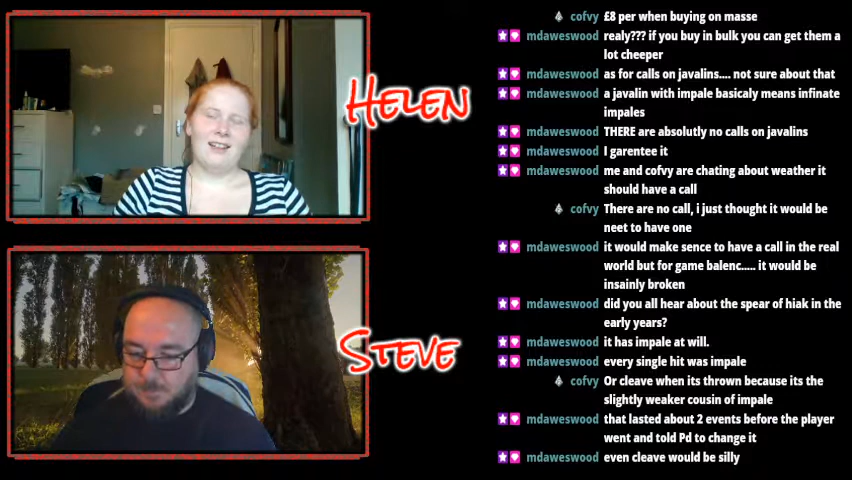 Helen
Steve
cofvy £8 per when buying on masse
mdaweswood realy??? if you buy in bulk you can get them a
lot cheeper
mdaweswood as for calls on javalins.... not sure about that
mdaweswood a javalin with impale basicaly means infinate
impales
mdaweswood THERE are absolutly no calls on javalins
mdaweswood I garentee it
mdaweswood me and cofvy are chating about weather it
should have a call
cofvy There are no call, i just thought it would be
neet to have one
mdaweswood it would make sence to have a call in the real
world but for game balenc..... it would be
insainly broken
mdaweswood did you all hear about the spear of hiak in the
early years?
mdaweswood it has impale at will.
mdaweswood every single hit was impale
cofvy Or cleave when its thrown because its the
slightly weaker cousin of impale
mdaweswood that lasted about 2 events before the player
went and told Pd to change it
mdaweswood even cleave would be silly